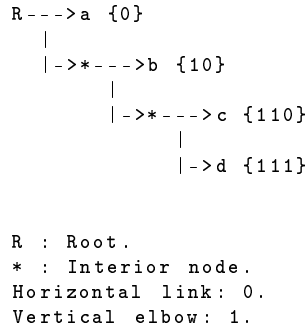 R--->a {0}
|
|->*--->b {10}
|
|->*--->c {110}
|
|->d {111}
R : Root.
* : Interior node.
Horizontal link: 0.
Vertical elbow: 1.